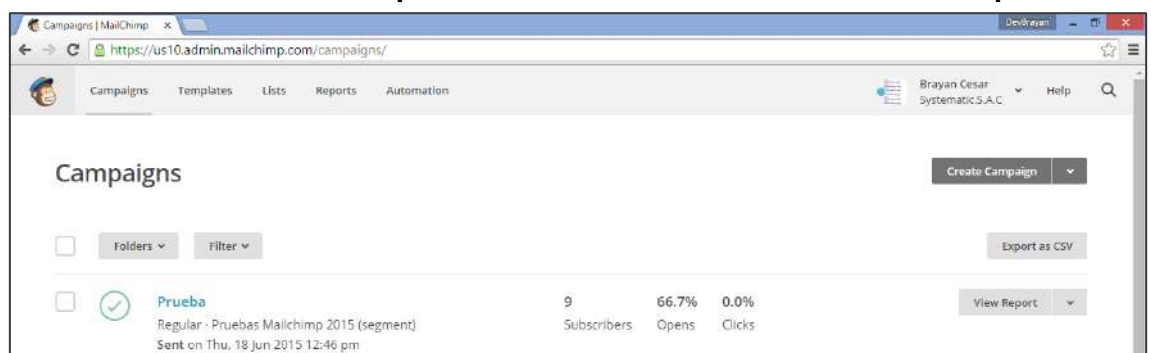 Campaigns | MailChimp
DevBrayan
https://us10.admin.mailchimp.com/campaigns/
Campaigns Templates Lists Reports Automation
Brayan Cesar
Systematic.S.A.C
Help
Campaigns
Create Campaign
Folders Filter Export as CSV
Prueba 9 66.7% 0.0% View Report
Regular · Pruebas Mailchimp 2015 (segment) Subscribers Opens Clicks
Sent on Thu, 18 Jun 2015 12:46 pm